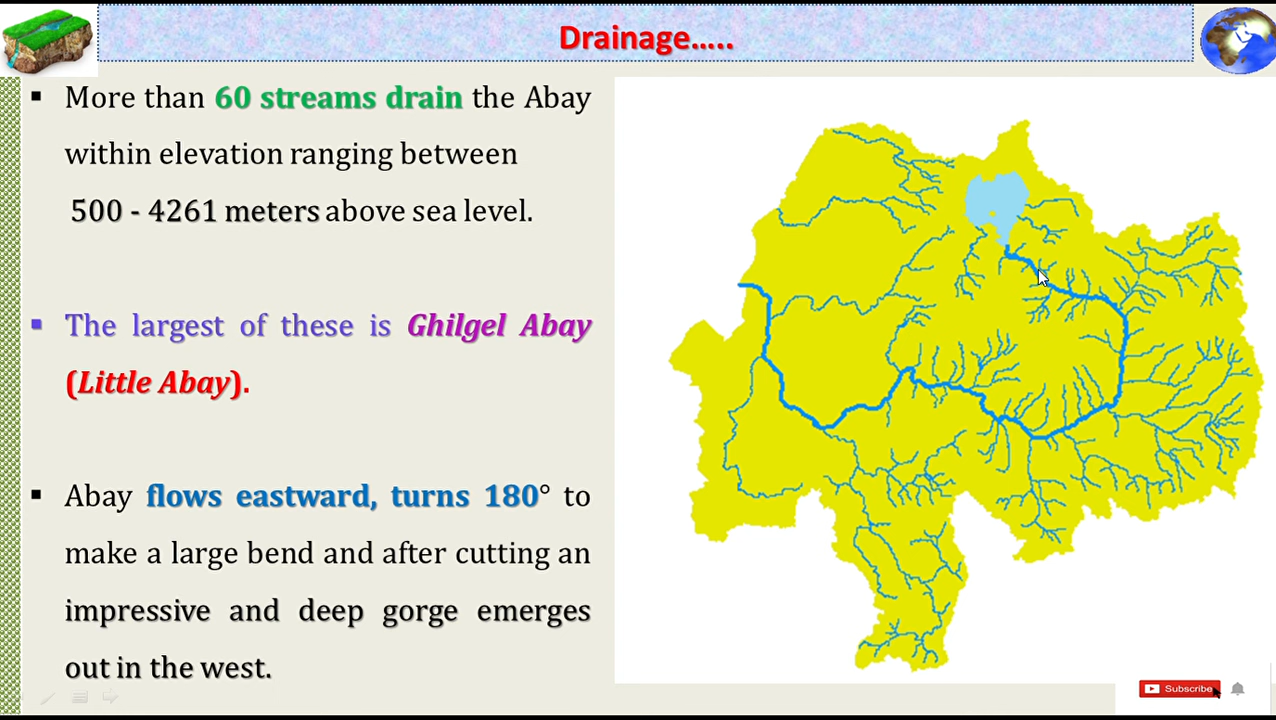 Drainage.....
▪ More than 60 streams drain the Abay
within elevation ranging between
500 - 4261 meters above sea level.
▪ The largest of these is Ghilgel Abay
(Little Abay).
▪ Abay flows eastward, turns 180° to
make a large bend and after cutting an
impressive and deep gorge emerges
out in the west.
Subscribe